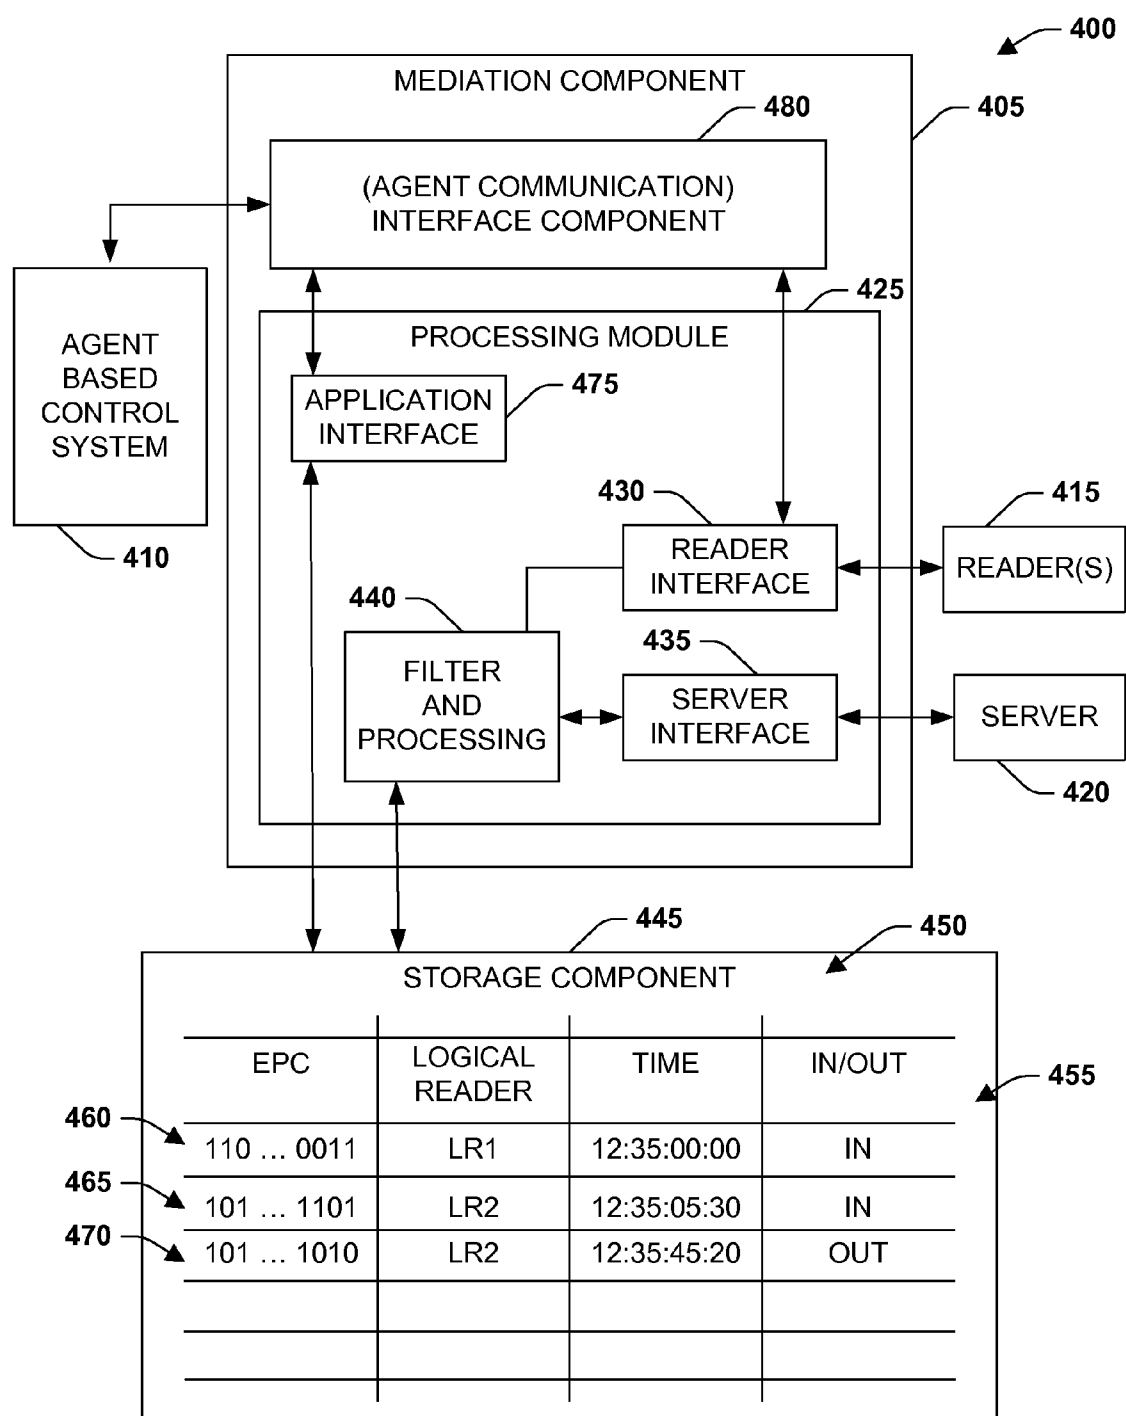 400
MEDIATION COMPONENT
480
405
(AGENT COMMUNICATION)
INTERFACE COMPONENT
425
PROCESSING MODULE
AGENT
BASED
CONTROL
SYSTEM
410
475
APPLICATION
INTERFACE
430
415
READER
INTERFACE
READER(S)
440
435
FILTER
AND
PROCESSING
SERVER
INTERFACE
SERVER
420
445
450
STORAGE COMPONENT
EPC LOGICAL READER TIME IN/OUT
455
460
110 ... 0011 LR1 12:35:00:00 IN
465
101 ... 1101 LR2 12:35:05:30 IN
470
101 ... 1010 LR2 12:35:45:20 OUT